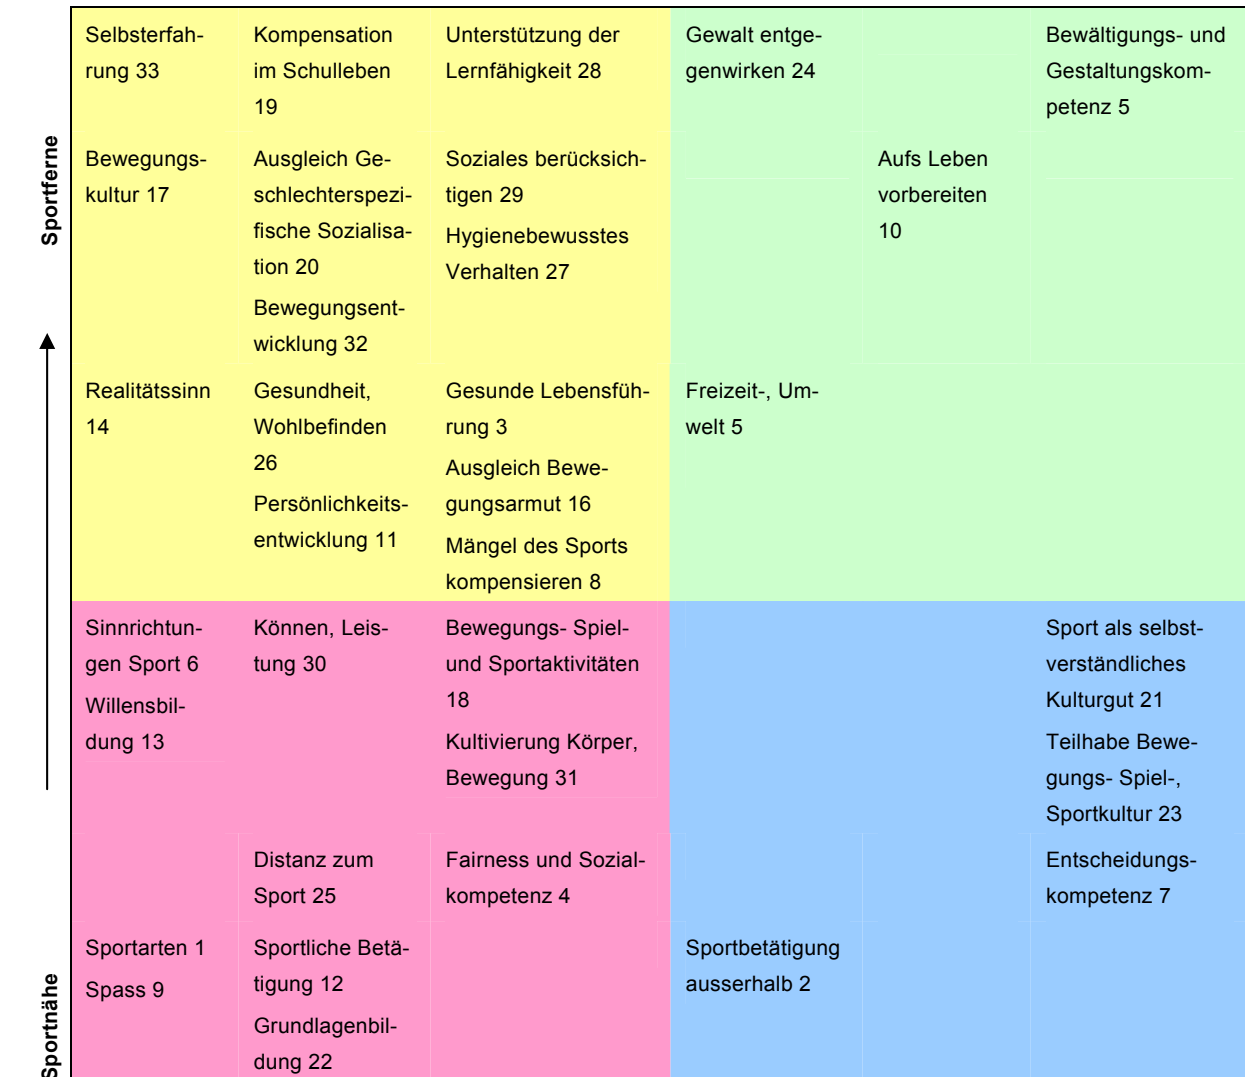 Sportferne
Sportnähe
Selbsterfah-
rung 33
Kompensation
im Schulleben
19
Unterstützung der
Lernfähigkeit 28
Gewalt entge-
genwirken 24
Bewältigungs- und
Gestaltungskom-
petenz 5
Bewegungs-
kultur 17
Ausgleich Ge-
schlechterspezi-
fische Sozialisa-
tion 20
Bewegungsent-
wicklung 32
Soziales berücksich-
tigen 29
Hygienebewusstes
Verhalten 27
Aufs Leben
vorbereiten
10
Realitätssinn
14
Gesundheit,
Wohlbefinden
26
Persönlichkeits-
entwicklung 11
Gesunde Lebensfüh-
rung 3
Ausgleich Bewe-
gungsarmut 16
Mängel des Sports
kompensieren 8
Freizeit-, Um-
welt 5
Sinnrichtun-
gen Sport 6
Willensbil-
dung 13
Können, Leis-
tung 30
Bewegungs- Spiel-
und Sportaktivitäten
18
Kultivierung Körper,
Bewegung 31
Sport als selbst-
verständliches
Kulturgut 21
Teilhabe Bewe-
gungs- Spiel-,
Sportkultur 23
Distanz zum
Sport 25
Fairness und Sozial-
kompetenz 4
Entscheidungs-
kompetenz 7
Sportarten 1
Spass 9
Sportliche Betä-
tigung 12
Grundlagenbil-
dung 22
Sportbetätigung
ausserhalb 2